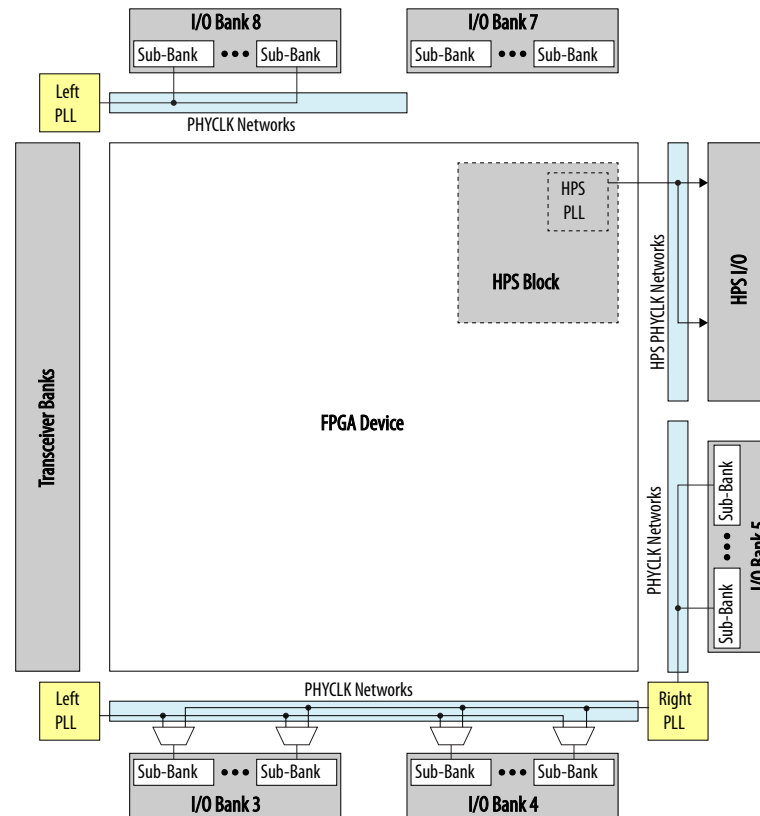 I/O Bank 8
Sub-Bank ••• Sub-Bank
I/O Bank 7
Sub-Bank ••• Sub-Bank
Left
PLL
PHYCLK Networks
Transceiver Banks
HPS
PLL
HPS Block
HPS PHYCLK Networks
HPS I/O
FPGA Device
PHYCLK Networks
Sub-Bank ••• Sub-Bank
I/O Bank 5
Left
PLL
PHYCLK Networks
Right
PLL
Sub-Bank ••• Sub-Bank
I/O Bank 3
Sub-Bank ••• Sub-Bank
I/O Bank 4